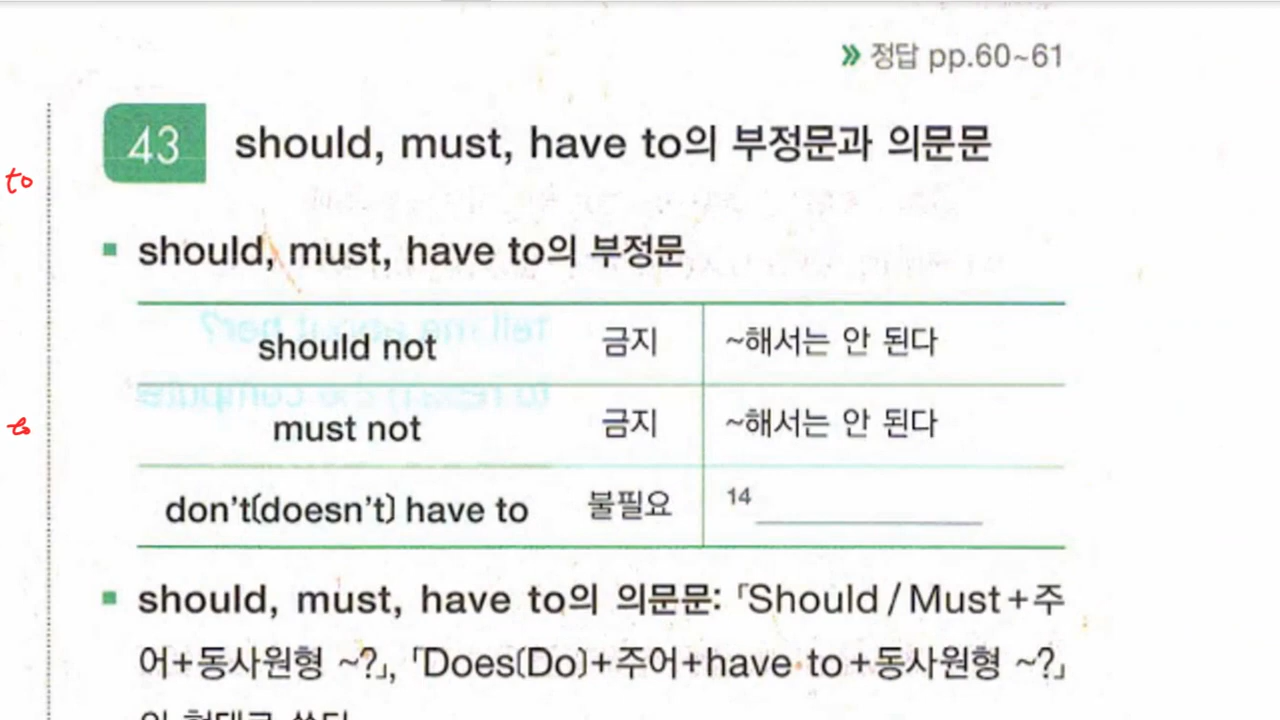 » 정답 pp.60~61
43 should, must, have to의 부정문과 의문문
to
▪ should, must, have to의 부정문
should not 금지 ~해서는 안 된다
must not 금지 ~해서는 안 된다
to
don't(doesn't) have to 불필요 14
▪ should, must, have to의 의문문: 「Should / Must+주
어+동사원형 ~?」, 「Does(Do)+주어+have to+동사원형 ~?」